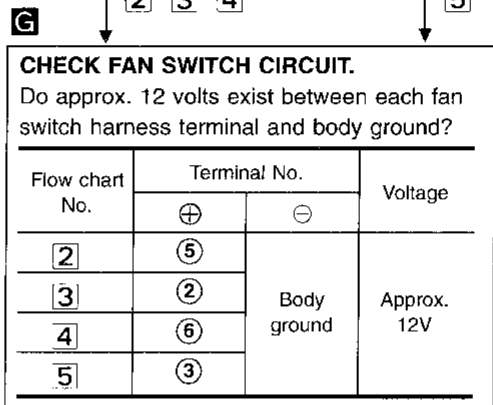 2 3 4 5
G
CHECK FAN SWITCH CIRCUIT.
Do approx. 12 volts exist between each fan
switch harness terminal and body ground?
Flow chart No. Terminal No. Voltage
⊕ ⊖
2 ⑤ Body ground Approx. 12V
3 ②
4 ⑥
5 ③